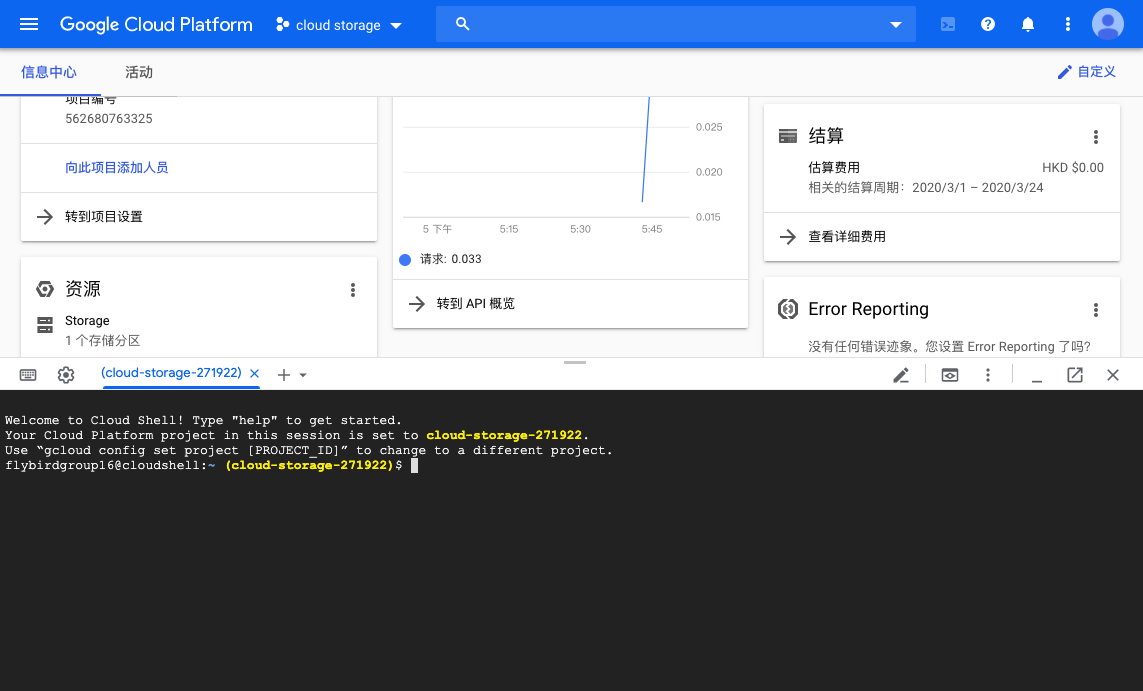 Google Cloud Platform
cloud storage
信息中心
活动
自定义
项目编号
562680763325
向此项目添加人员
转到项目设置
资源
Storage
1 个存储分区
0.025
0.020
0.015
5 下午
5:15
5:30
5:45
请求: 0.033
转到 API 概览
结算
估算费用
HKD $0.00
相关的结算周期：2020/3/1 – 2020/3/24
查看详细费用
Error Reporting
没有任何错误迹象。您设置 Error Reporting 了吗?
(cloud-storage-271922)
Welcome to Cloud Shell! Type "help" to get started.
Your Cloud Platform project in this session is set to cloud-storage-271922.
Use “gcloud config set project [PROJECT_ID]” to change to a different project.
flybirdgroup16@cloudshell:~ (cloud-storage-271922)$